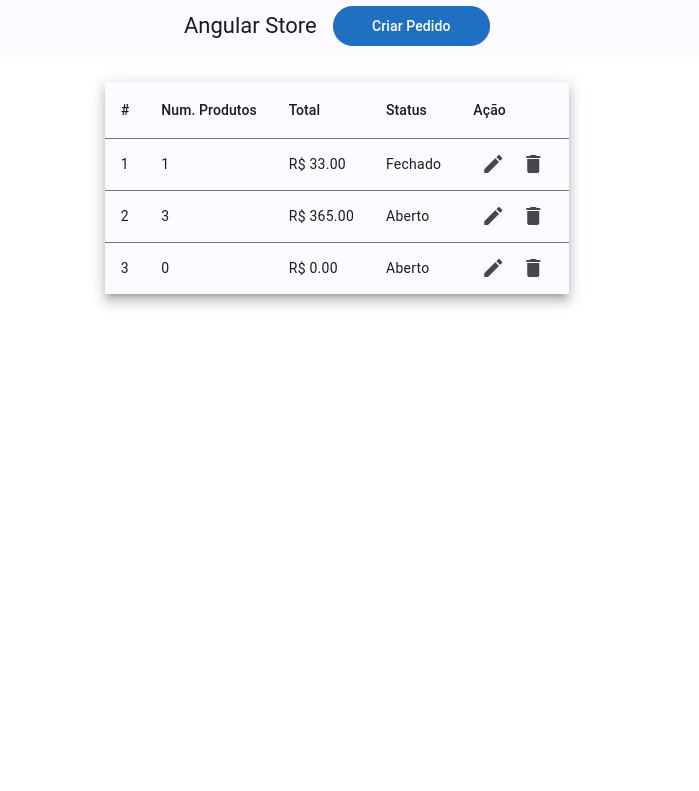 Angular Store Criar Pedido
# Num. Produtos Total Status Ação
1 1 R$ 33.00 Fechado
2 3 R$ 365.00 Aberto
3 0 R$ 0.00 Aberto